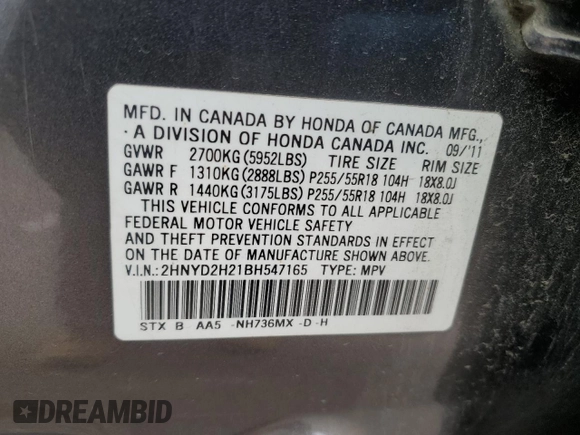 MFD. IN CANADA BY HONDA OF CANADA MFG.,
A DIVISION OF HONDA CANADA INC. 09/'11
GVWR 2700KG(5952LBS) TIRE SIZE RIM SIZE
GAWR F 1310KG(2888LBS) P255/55R18 104H 18X8.0J
GAWR R 1440KG(3175LBS) P255/55R18 104H 18X8.0J
THIS VEHICLE CONFORMS TO ALL APPLICABLE
FEDERAL MOTOR VEHICLE SAFETY
AND THEFT PREVENTION STANDARDS IN EFFECT
ON THE DATE OF MANUFACTURE SHOWN ABOVE.
V.I.N.: 2HNYD2H21BH547165 TYPE: MPV
STX B AA5 -NH736MX -D -H
DREAMBID